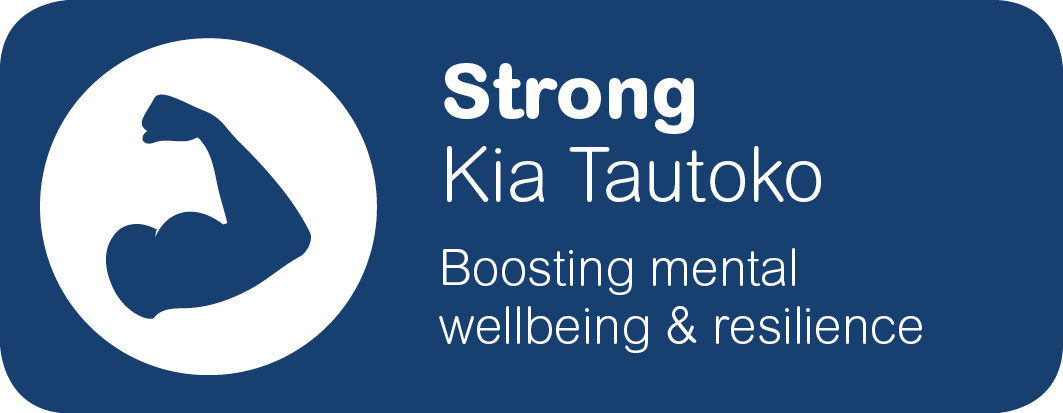 Strong
Kia Tautoko
Boosting mental
wellbeing & resilience